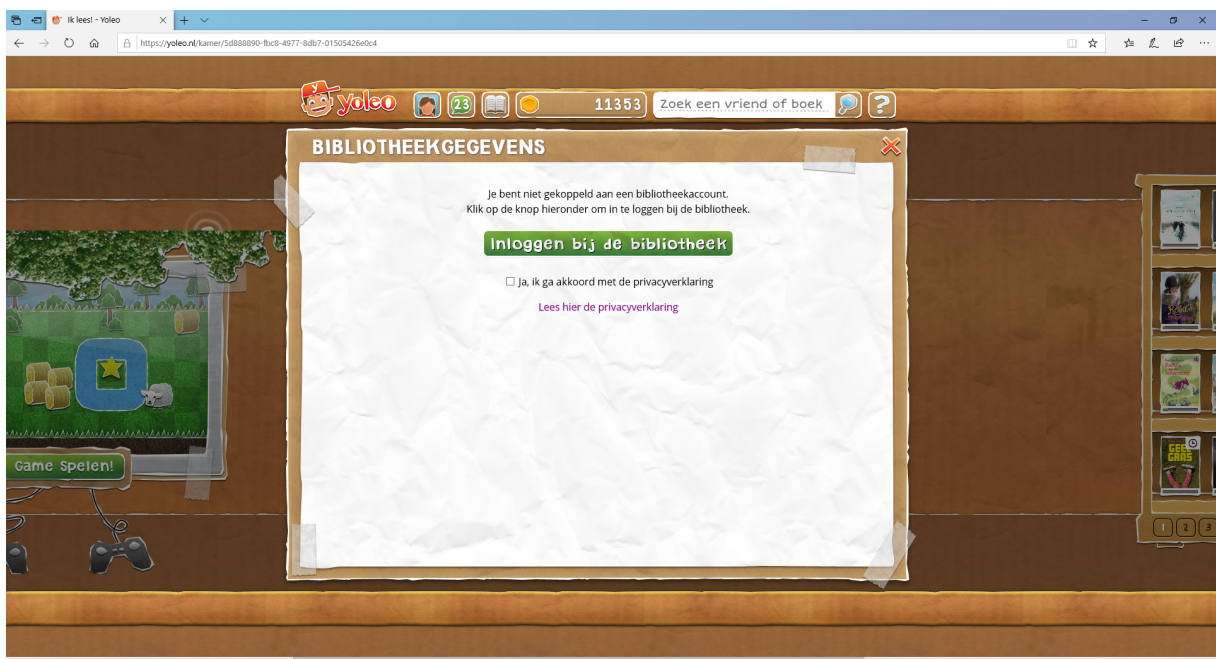 Ik lees! - Yoleo
https://yoleo.nl/kamer/5d888890-fbc8-4977-8db7-01505426e0c4
yoleo
23
11353
Zoek een vriend of boek
?
BIBLIOTHEEKGEGEVENS
Je bent niet gekoppeld aan een bibliotheekaccount.
Klik op de knop hieronder om in te loggen bij de bibliotheek.
Inloggen bij de bibliotheek
Ja, ik ga akkoord met de privacyverklaring
Lees hier de privacyverklaring
Game Spelen!
GRAS
1 2 3